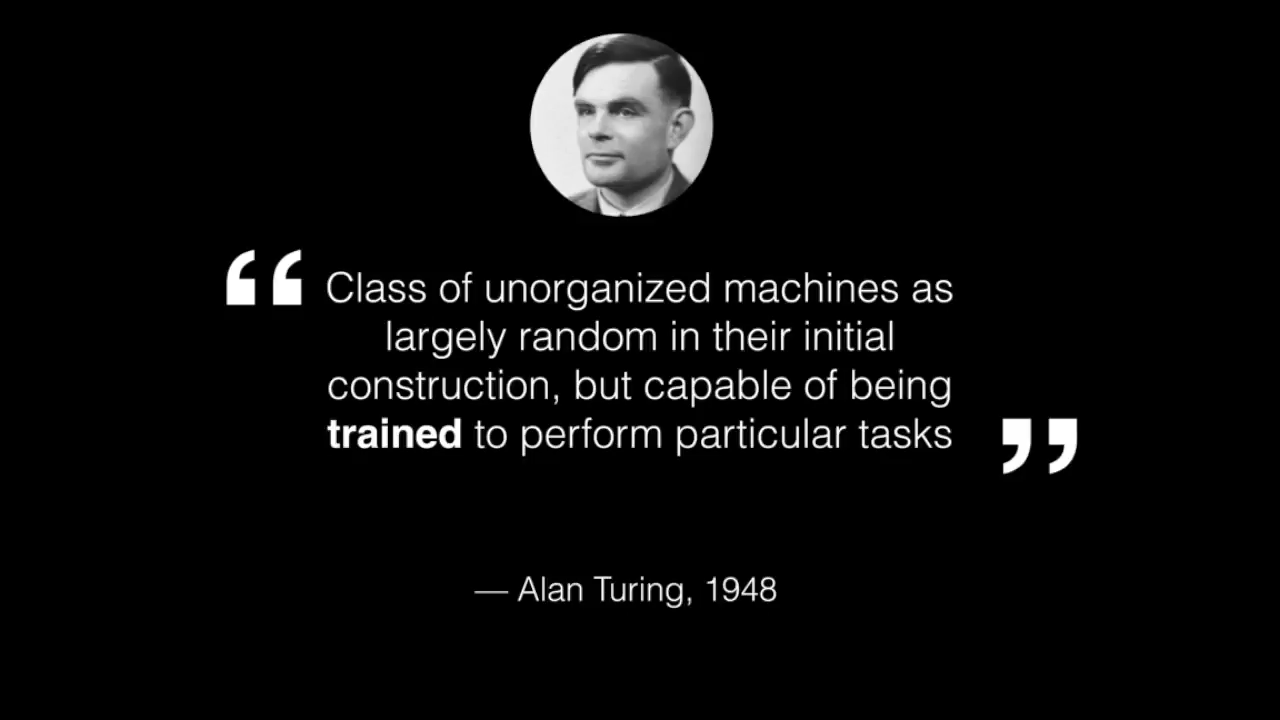 “ Class of unorganized machines as
largely random in their initial
construction, but capable of being
trained to perform particular tasks ”
— Alan Turing, 1948